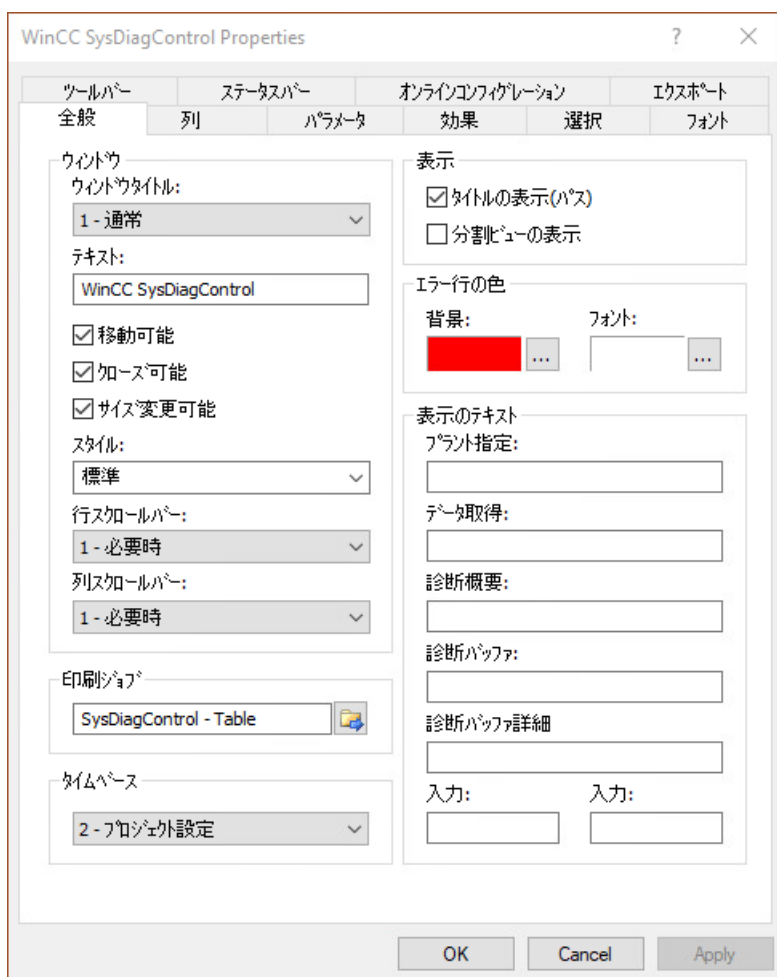 WinCC SysDiagControl Properties
ツールバー ステータスバー オンラインコンフィグレーション エクスポート
全般 列 パラメータ 効果 選択 フォント
ウィンドウ
ウィンドウタイトル:
1 - 通常
テキスト:
WinCC SysDiagControl
移動可能
クローズ可能
サイズ変更可能
スタイル:
標準
行スクロールバー:
1 - 必要時
列スクロールバー:
1 - 必要時
印刷ジョブ
SysDiagControl - Table
タイムベース
2 - プロジェクト設定
表示
タイトルの表示(パス)
分割ビューの表示
エラー行の色
背景: フォント:
... ...
表示のテキスト
プラント指定:
データ取得:
診断概要:
診断バッファ:
診断バッファ詳細
入力: 入力:
OK Cancel Apply